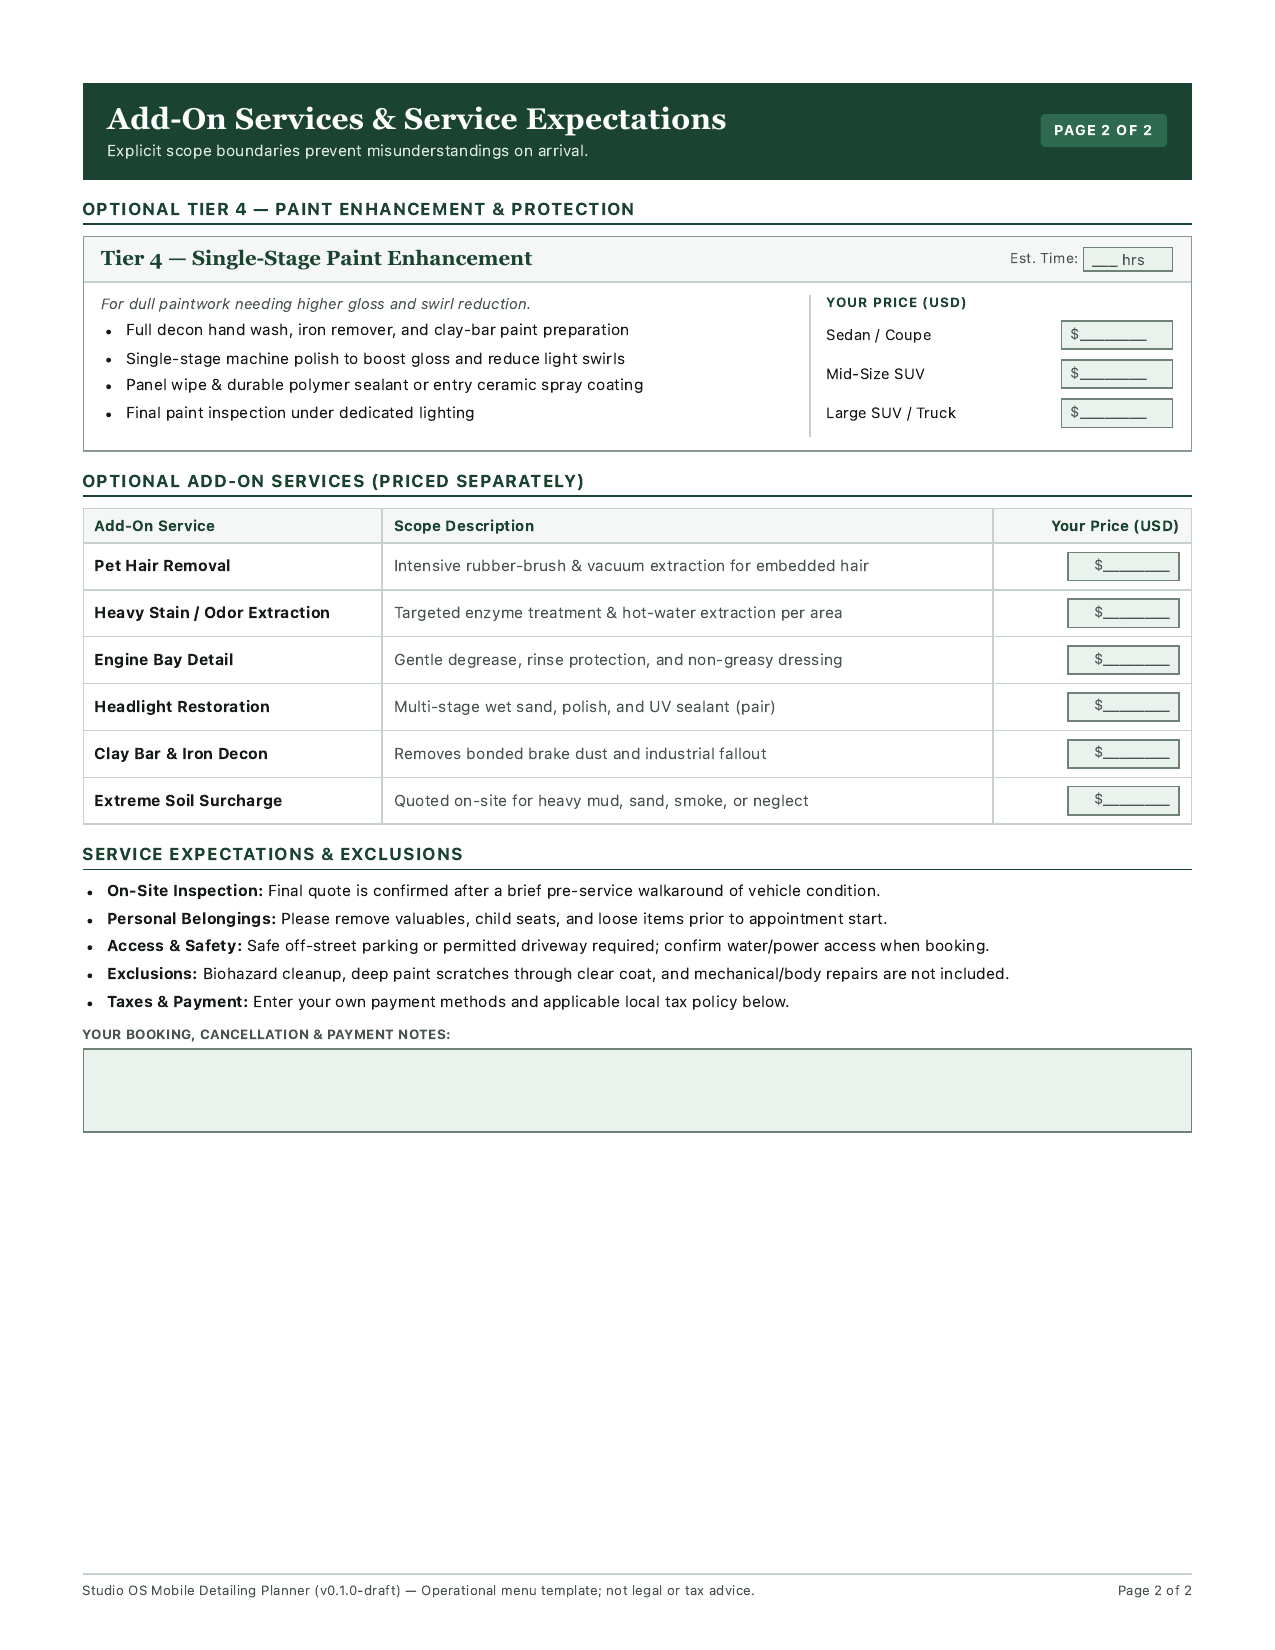 Add-On Services & Service Expectations
Explicit scope boundaries prevent misunderstandings on arrival.
PAGE 2 OF 2
OPTIONAL TIER 4 — PAINT ENHANCEMENT & PROTECTION
Tier 4 — Single-Stage Paint Enhancement
Est. Time: ___ hrs
For dull paintwork needing higher gloss and swirl reduction.
• Full decon hand wash, iron remover, and clay-bar paint preparation
• Single-stage machine polish to boost gloss and reduce light swirls
• Panel wipe & durable polymer sealant or entry ceramic spray coating
• Final paint inspection under dedicated lighting
YOUR PRICE (USD)
Sedan / Coupe $________
Mid-Size SUV $________
Large SUV / Truck $________
OPTIONAL ADD-ON SERVICES (PRICED SEPARATELY)
Add-On Service Scope Description Your Price (USD)
Pet Hair Removal Intensive rubber-brush & vacuum extraction for embedded hair $________
Heavy Stain / Odor Extraction Targeted enzyme treatment & hot-water extraction per area $________
Engine Bay Detail Gentle degrease, rinse protection, and non-greasy dressing $________
Headlight Restoration Multi-stage wet sand, polish, and UV sealant (pair) $________
Clay Bar & Iron Decon Removes bonded brake dust and industrial fallout $________
Extreme Soil Surcharge Quoted on-site for heavy mud, sand, smoke, or neglect $________
SERVICE EXPECTATIONS & EXCLUSIONS
• On-Site Inspection: Final quote is confirmed after a brief pre-service walkaround of vehicle condition.
• Personal Belongings: Please remove valuables, child seats, and loose items prior to appointment start.
• Access & Safety: Safe off-street parking or permitted driveway required; confirm water/power access when booking.
• Exclusions: Biohazard cleanup, deep paint scratches through clear coat, and mechanical/body repairs are not included.
• Taxes & Payment: Enter your own payment methods and applicable local tax policy below.
YOUR BOOKING, CANCELLATION & PAYMENT NOTES:
Studio OS Mobile Detailing Planner (v0.1.0-draft) — Operational menu template; not legal or tax advice.
Page 2 of 2